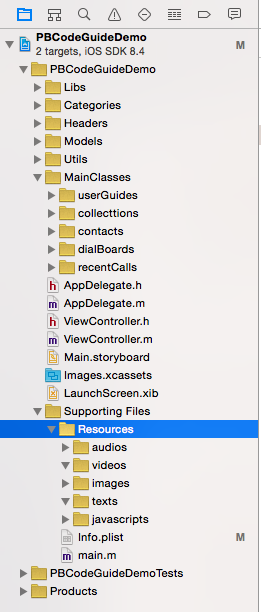 PBCodeGuideDemo
2 targets, iOS SDK 8.4
M
PBCodeGuideDemo
Libs
Categories
Headers
Models
Utils
MainClasses
userGuides
collecttions
contacts
dialBoards
recentCalls
AppDelegate.h
AppDelegate.m
ViewController.h
ViewController.m
Main.storyboard
Images.xcassets
LaunchScreen.xib
Supporting Files
Resources
audios
videos
images
texts
javascripts
Info.plist M
main.m
PBCodeGuideDemoTests
Products